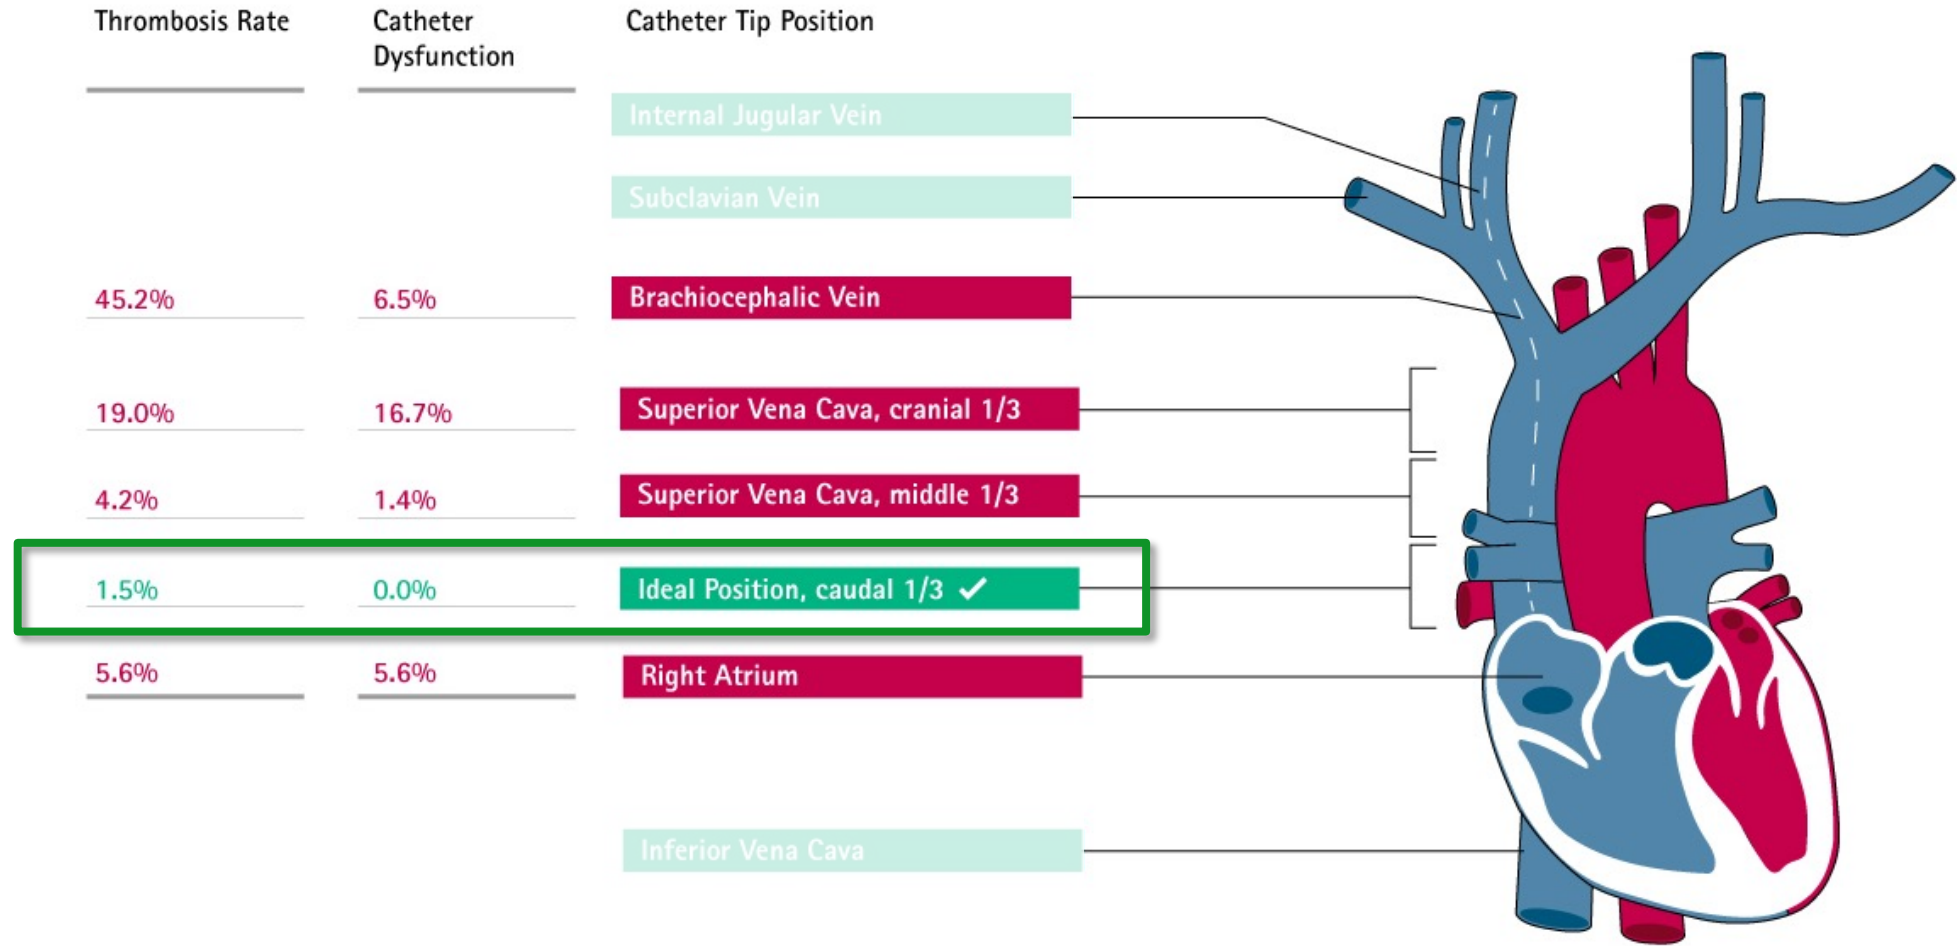 Thrombosis Rate
Catheter
Dysfunction
Catheter Tip Position
Internal Jugular Vein
Subclavian Vein
45.2% 6.5% Brachiocephalic Vein
19.0% 16.7% Superior Vena Cava, cranial 1/3
4.2% 1.4% Superior Vena Cava, middle 1/3
1.5% 0.0% Ideal Position, caudal 1/3 ✓
5.6% 5.6% Right Atrium
Inferior Vena Cava